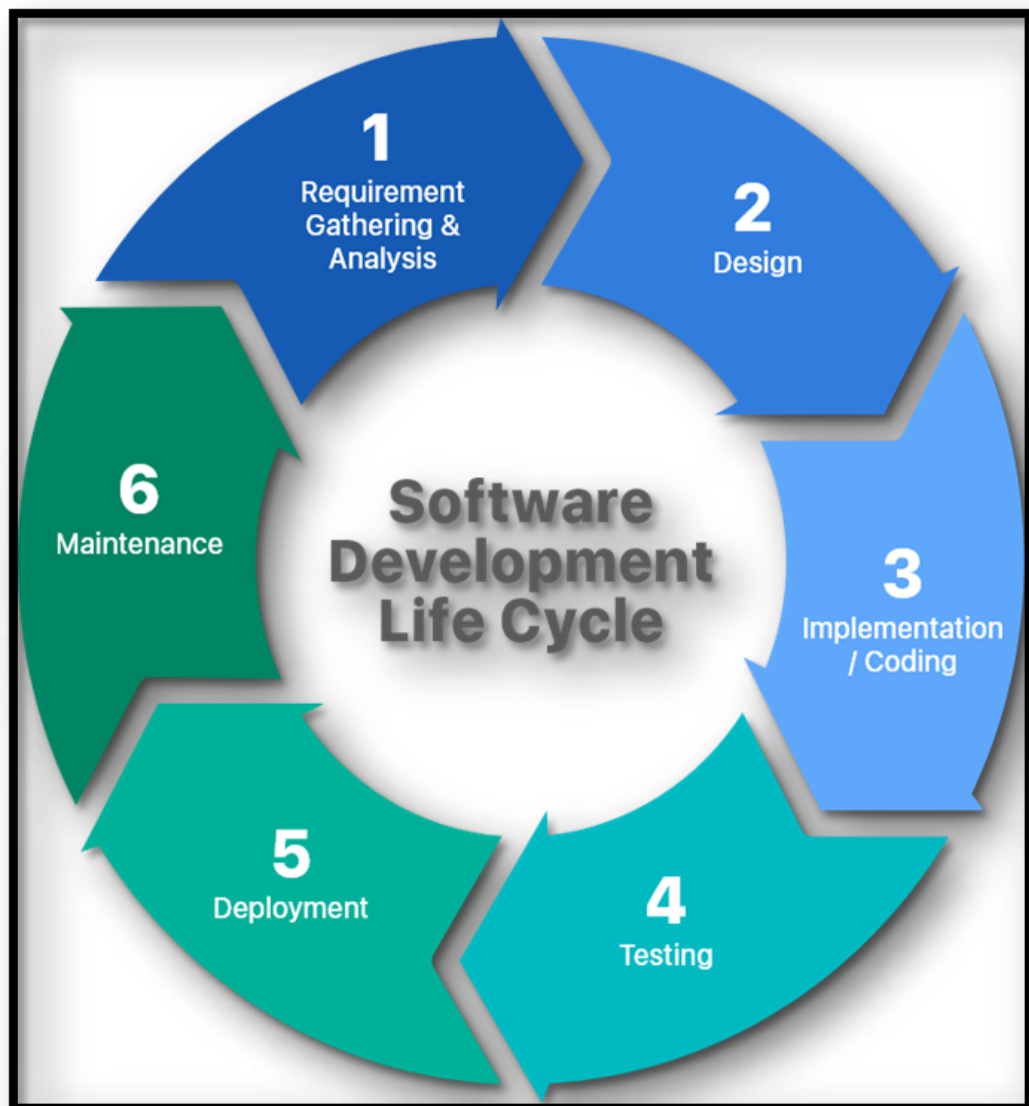 1
Requirement
Gathering &
Analysis
2
Design
3
Implementation
/ Coding
4
Testing
5
Deployment
6
Maintenance
Software
Development
Life Cycle